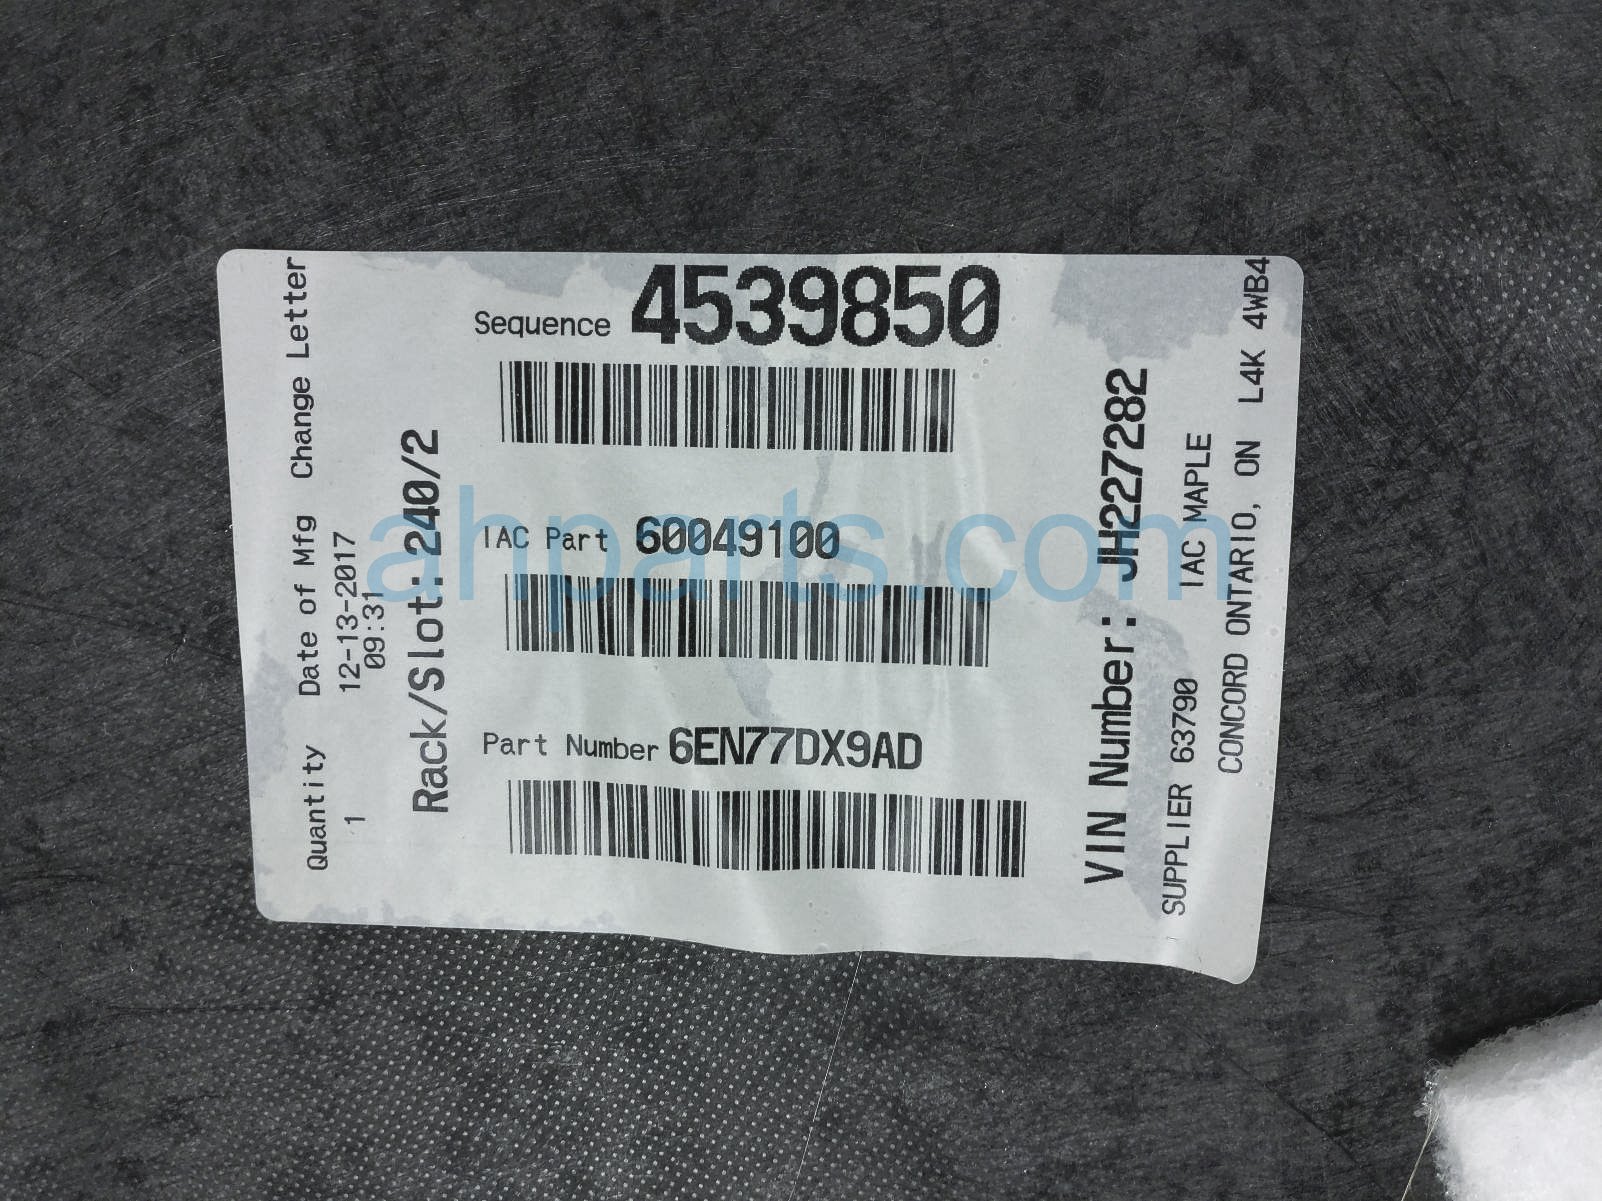 Sequence 4539850
IAC Part 60049100
Part Number 6EN77DX9AD
Quantity Date of Mfg Change Letter
1 12-13-2017
09:31
Rack/Slot: 240/2
VIN Number: JH227282
SUPPLIER 63790 IAC MAPLE
CONCORD ONTARIO, ON L4K 4WB4
ahparts.com